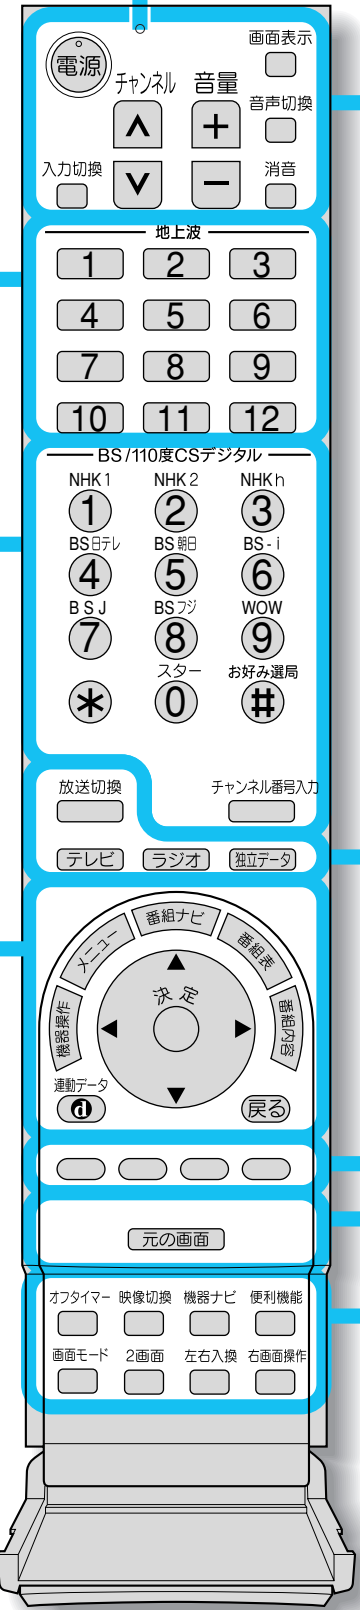 画面表示
電源
チャンネル 音量
音声切換
∧ +
入力切換 消音
∨ −
地上波
1 2 3
4 5 6
7 8 9
10 11 12
BS/110度CSデジタル
NHK1 NHK2 NHKh
1 2 3
BS日テレ BS朝日 BS-i
4 5 6
BSJ BSフジ WOW
7 8 9
スター お好み選局
* 0 #
放送切換 チャンネル番号入力
テレビ ラジオ 独立データ
番組ナビ
メニュー 番組表
決定
機器操作 番組内容
連動データ
d 戻る
元の画面
オフタイマー 映像切換 機器ナビ 便利機能
画面モード 2画面 左右入換 右画面操作